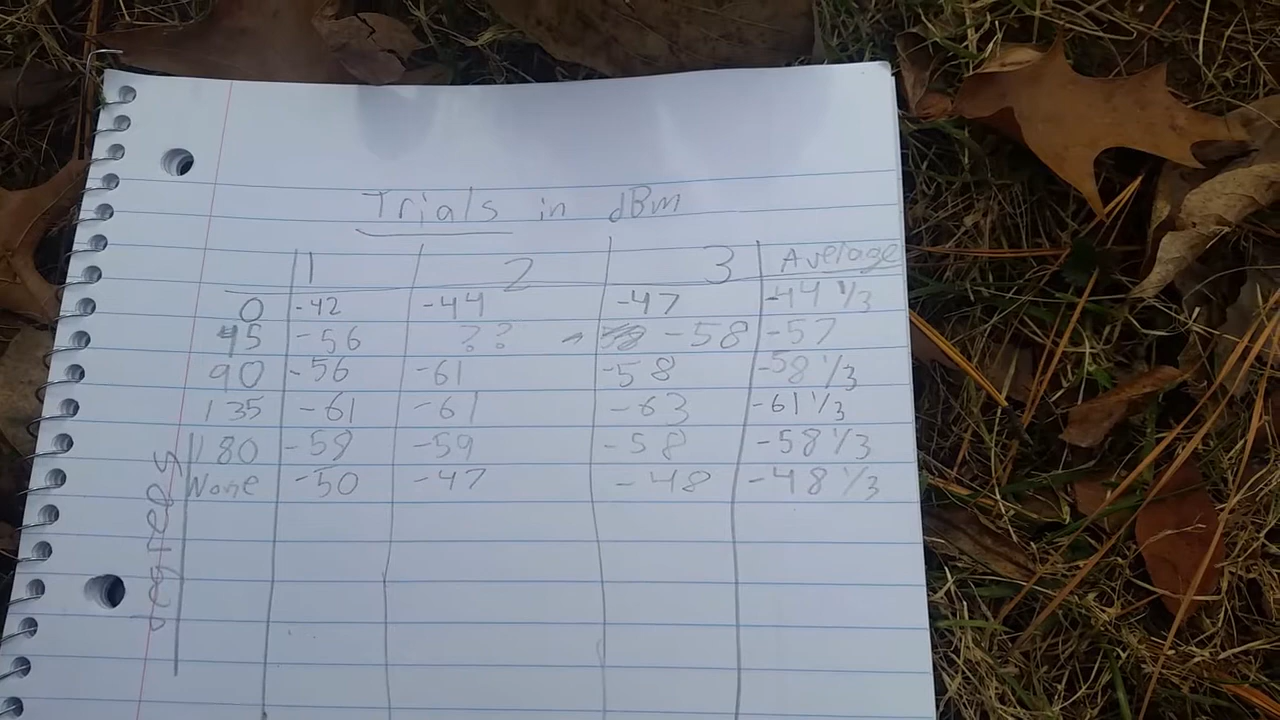 Trials in dBm
1 2 3 Average
0 -42 -44 -47 -44 1/3
45 -56 ?? -58 -57
90 -56 -61 -58 -58 1/3
135 -61 -61 -63 -61 1/3
180 -59 -59 -58 -58 1/3
None -50 -47 -48 -48 1/3
Degrees